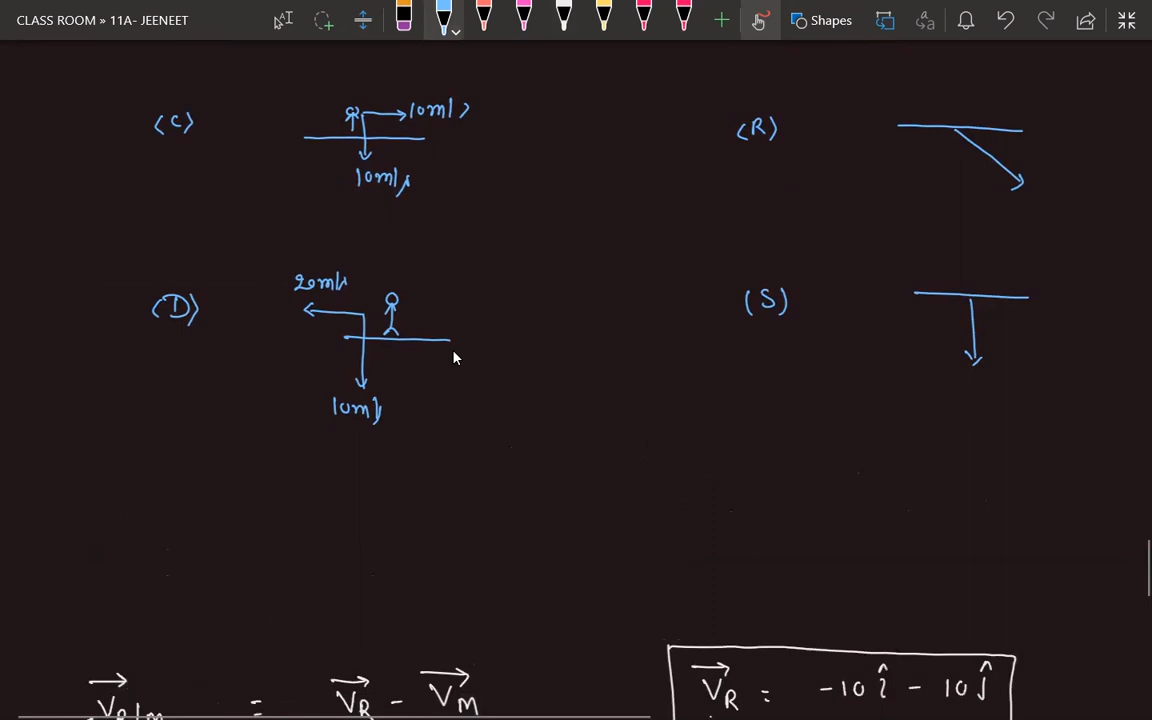 CLASS ROOM » 11A- JEENEET
Shapes
(C) 10m/s
10m/s
(R)
20m/s
(D)
10m/s
(S)
V_R/m = V_R - V_M
V_R = -10 î - 10 ĵ